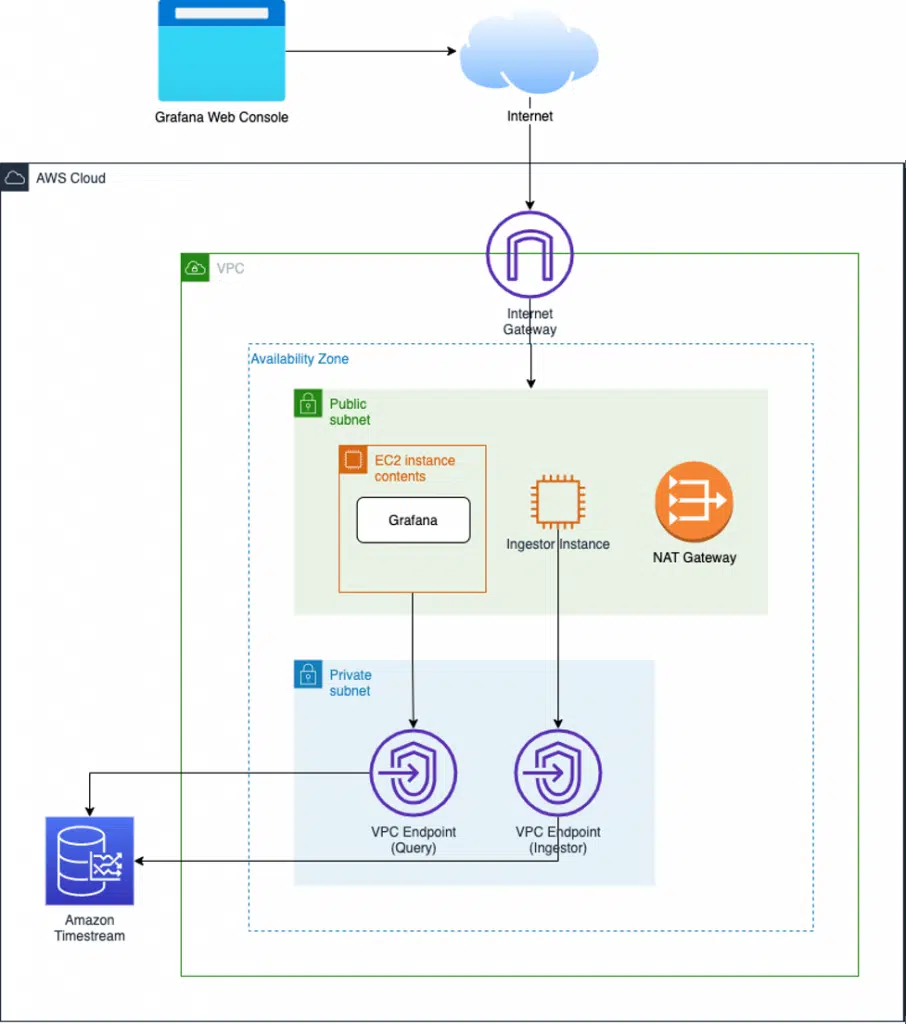 Grafana Web Console
Internet
AWS Cloud
VPC
Internet
Gateway
Availability Zone
Public
subnet
EC2 instance
contents
Grafana
Ingestor Instance
NAT Gateway
Private
subnet
VPC Endpoint
(Query)
VPC Endpoint
(Ingestor)
Amazon
Timestream